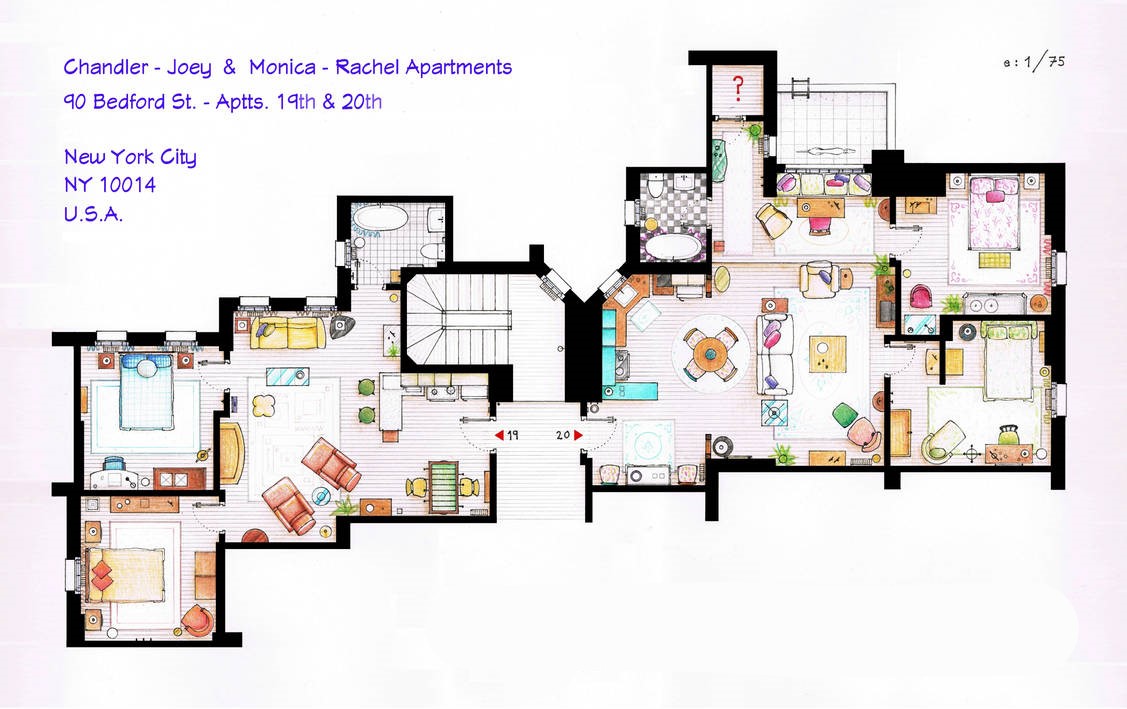 Chandler - Joey & Monica - Rachel Apartments
90 Bedford St. - Aptts. 19th & 20th
New York City
NY 10014
U.S.A.
e: 1/75
?
19
20